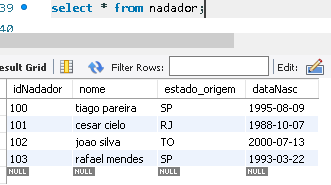 39 select * from nadador;
40
Result Grid Filter Rows: Edit:
idNadador nome estado_origem dataNasc
100 tiago pareira SP 1995-08-09
101 cesar cielo RJ 1988-10-07
102 joao silva TO 2000-07-13
103 rafael mendes SP 1993-03-22
NULL NULL NULL NULL